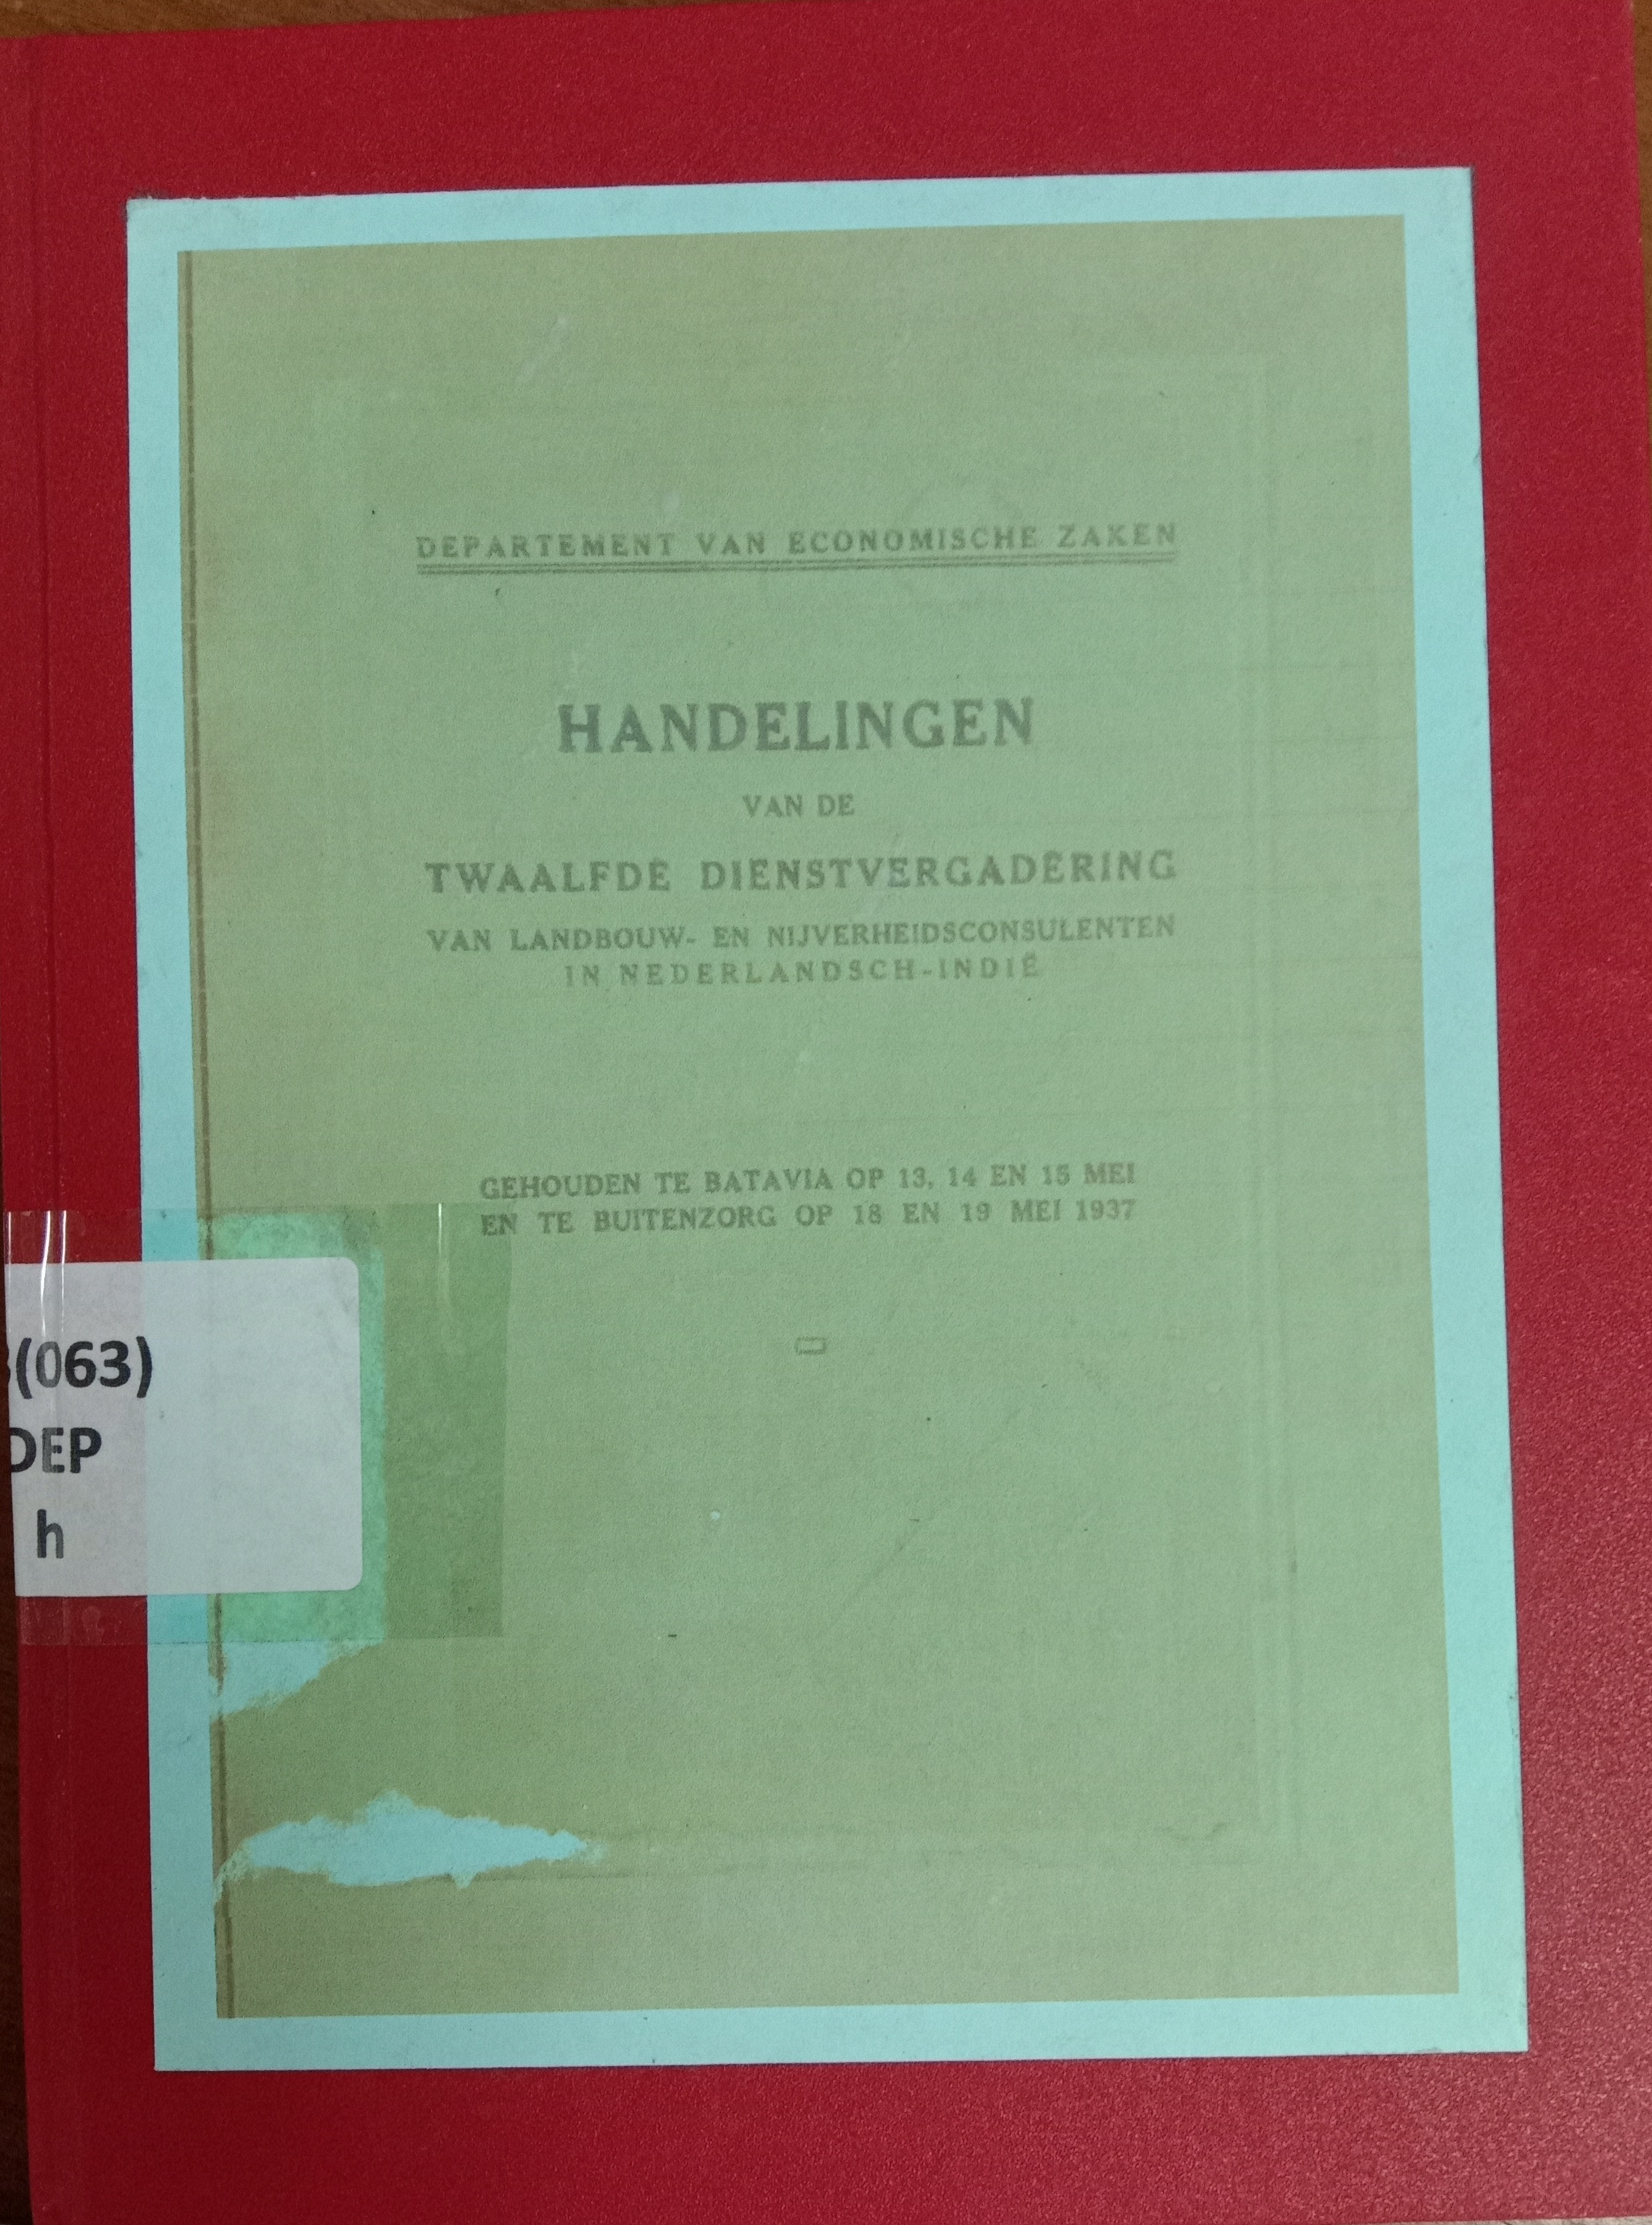 DEPARTEMENT VAN ECONOMISCHE ZAKEN
HANDELINGEN
VAN DE
TWAALFDE DIENSTVERGADERING
VAN LANDBOUW- EN NIJVERHEIDSCONSULENTEN
IN NEDERLANDSCH-INDIË
GEHOUDEN TE BATAVIA OP 13, 14 EN 15 MEI
EN TE BUITENZORG OP 18 EN 19 MEI 1937
(063)
DEP
h